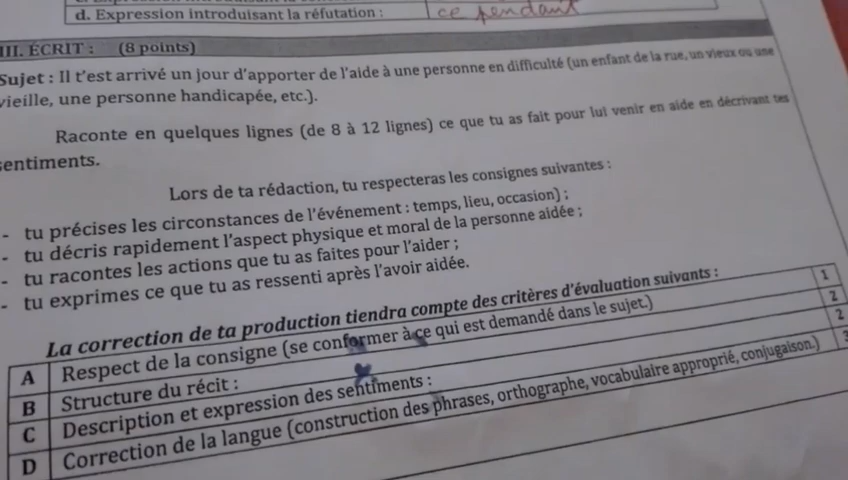 d. Expression introduisant la réfutation : ce pendant
III. ÉCRIT : (8 points)
Sujet : Il t'est arrivé un jour d'apporter de l'aide à une personne en difficulté (un enfant de la rue, un vieux ou une
vieille, une personne handicapée, etc.).
Raconte en quelques lignes (de 8 à 12 lignes) ce que tu as fait pour lui venir en aide en décrivant tes
sentiments.
Lors de ta rédaction, tu respecteras les consignes suivantes :
- tu précises les circonstances de l'événement : temps, lieu, occasion) ;
- tu décris rapidement l'aspect physique et moral de la personne aidée ;
- tu racontes les actions que tu as faites pour l'aider ;
- tu exprimes ce que tu as ressenti après l'avoir aidée.
La correction de ta production tiendra compte des critères d'évaluation suivants :
A Respect de la consigne (se conformer à ce qui est demandé dans le sujet.) 1
B Structure du récit : 2
C Description et expression des sentiments : 2
D Correction de la langue (construction des phrases, orthographe, vocabulaire approprié, conjugaison.) 3